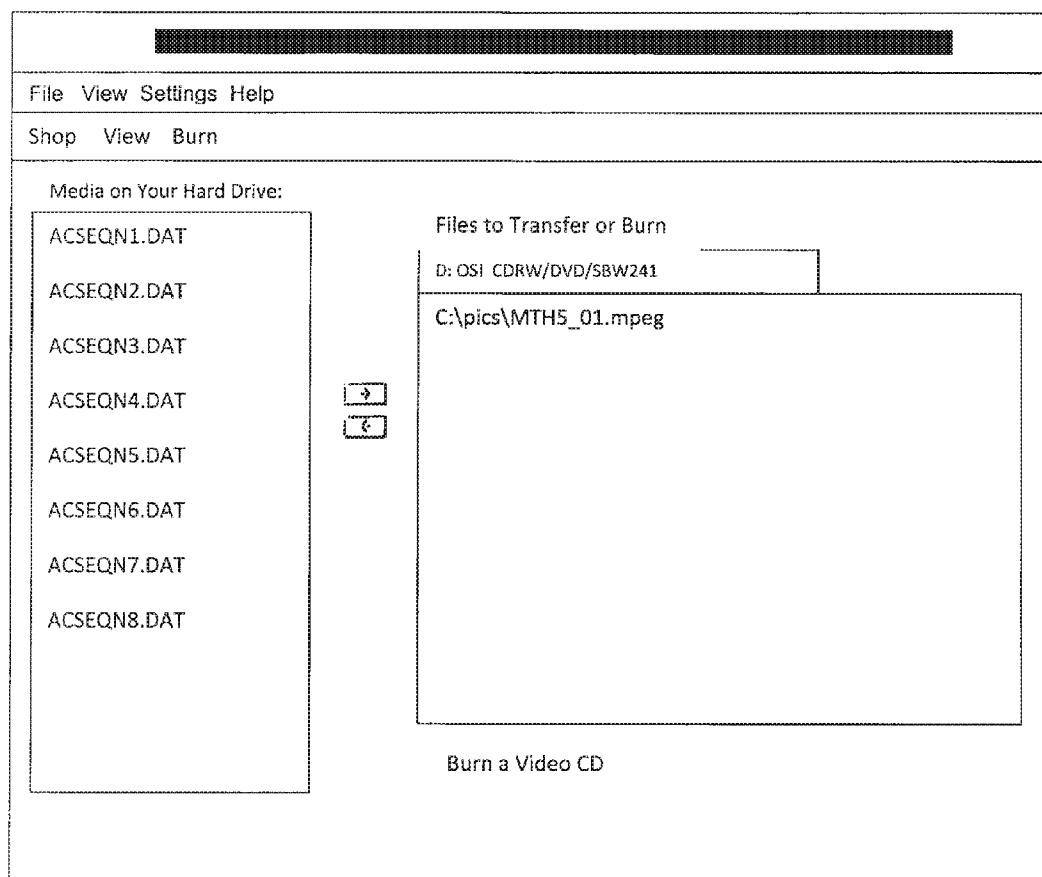 File View Settings Help
Shop View Burn
Media on Your Hard Drive:
ACSEQN1.DAT
ACSEQN2.DAT
ACSEQN3.DAT
ACSEQN4.DAT
ACSEQN5.DAT
ACSEQN6.DAT
ACSEQN7.DAT
ACSEQN8.DAT
Files to Transfer or Burn
D: OSI CDRW/DVD/SBW241
C:\pics\MTH5_01.mpeg
Burn a Video CD